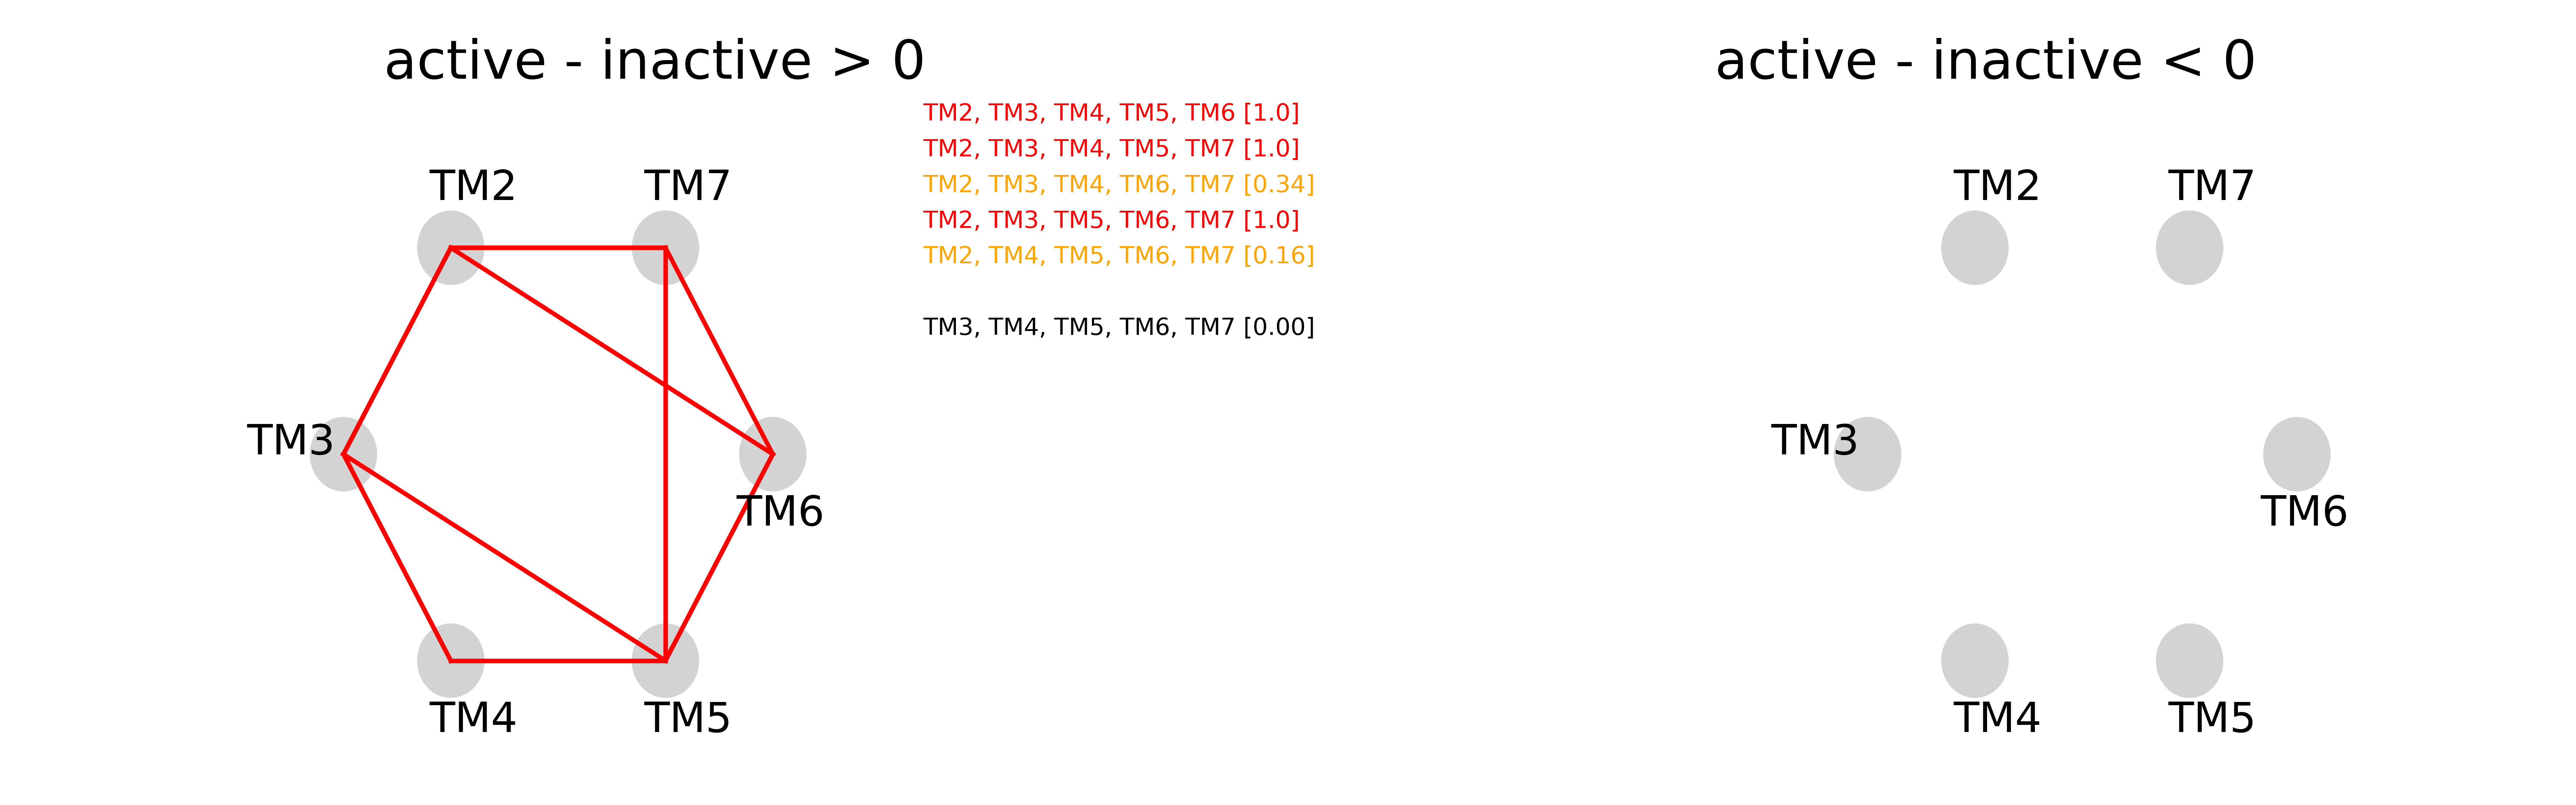 active - inactive > 0
active - inactive < 0
TM2, TM3, TM4, TM5, TM6 [1.0]
TM2, TM3, TM4, TM5, TM7 [1.0]
TM2, TM3, TM4, TM6, TM7 [0.34]
TM2, TM3, TM5, TM6, TM7 [1.0]
TM2, TM4, TM5, TM6, TM7 [0.16]
TM3, TM4, TM5, TM6, TM7 [0.00]
TM2
TM7
TM3
TM6
TM4
TM5
TM2
TM7
TM3
TM6
TM4
TM5